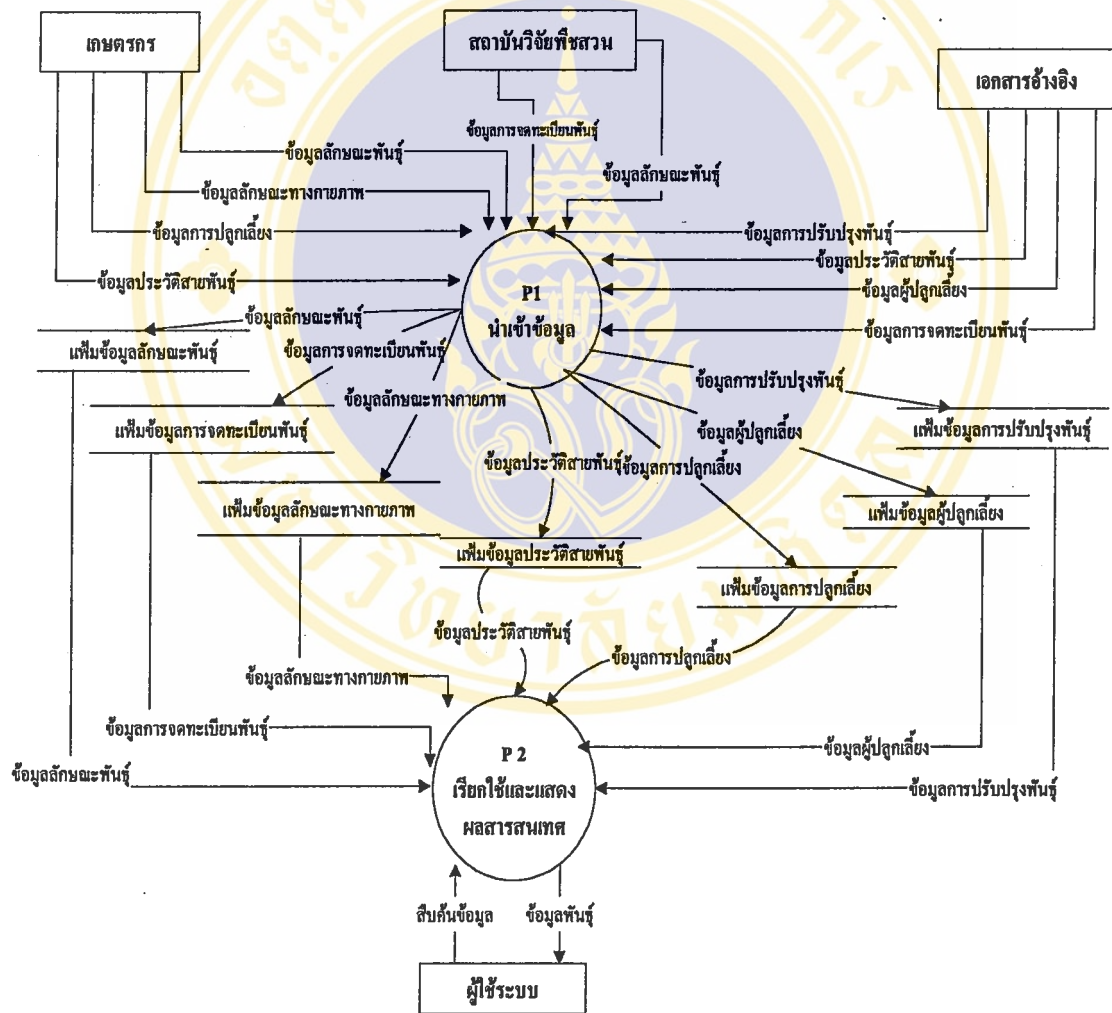 เกษตรกร
สถาบันวิจัยพืชสวน
เอกสารอ้างอิง
ข้อมูลการจดทะเบียนพันธุ์
ข้อมูลลักษณะพันธุ์
ข้อมูลลักษณะพันธุ์
ข้อมูลลักษณะทางกายภาพ
ข้อมูลการปลูกเลี้ยง
ข้อมูลการปรับปรุงพันธุ์
ข้อมูลประวัติสายพันธุ์
ข้อมูลประวัติสายพันธุ์
ข้อมูลผู้ปลูกเลี้ยง
P1
นำเข้าข้อมูล
ข้อมูลการจดทะเบียนพันธุ์
ข้อมูลลักษณะพันธุ์
แฟ้มข้อมูลลักษณะพันธุ์
ข้อมูลการจดทะเบียนพันธุ์
ข้อมูลการปรับปรุงพันธุ์
ข้อมูลลักษณะทางกายภาพ
แฟ้มข้อมูลการจดทะเบียนพันธุ์
ข้อมูลผู้ปลูกเลี้ยง
แฟ้มข้อมูลการปรับปรุงพันธุ์
ข้อมูลประวัติสายพันธุ์
ข้อมูลการปลูกเลี้ยง
แฟ้มข้อมูลลักษณะทางกายภาพ
แฟ้มข้อมูลผู้ปลูกเลี้ยง
แฟ้มข้อมูลประวัติสายพันธุ์
แฟ้มข้อมูลการปลูกเลี้ยง
ข้อมูลประวัติสายพันธุ์
ข้อมูลการปลูกเลี้ยง
ข้อมูลลักษณะทางกายภาพ
ข้อมูลการจดทะเบียนพันธุ์
ข้อมูลผู้ปลูกเลี้ยง
ข้อมูลลักษณะพันธุ์
P 2
เรียกใช้และแสดง
ผลสารสนเทศ
ข้อมูลการปรับปรุงพันธุ์
สืบค้นข้อมูล
ข้อมูลพันธุ์
ผู้ใช้ระบบ